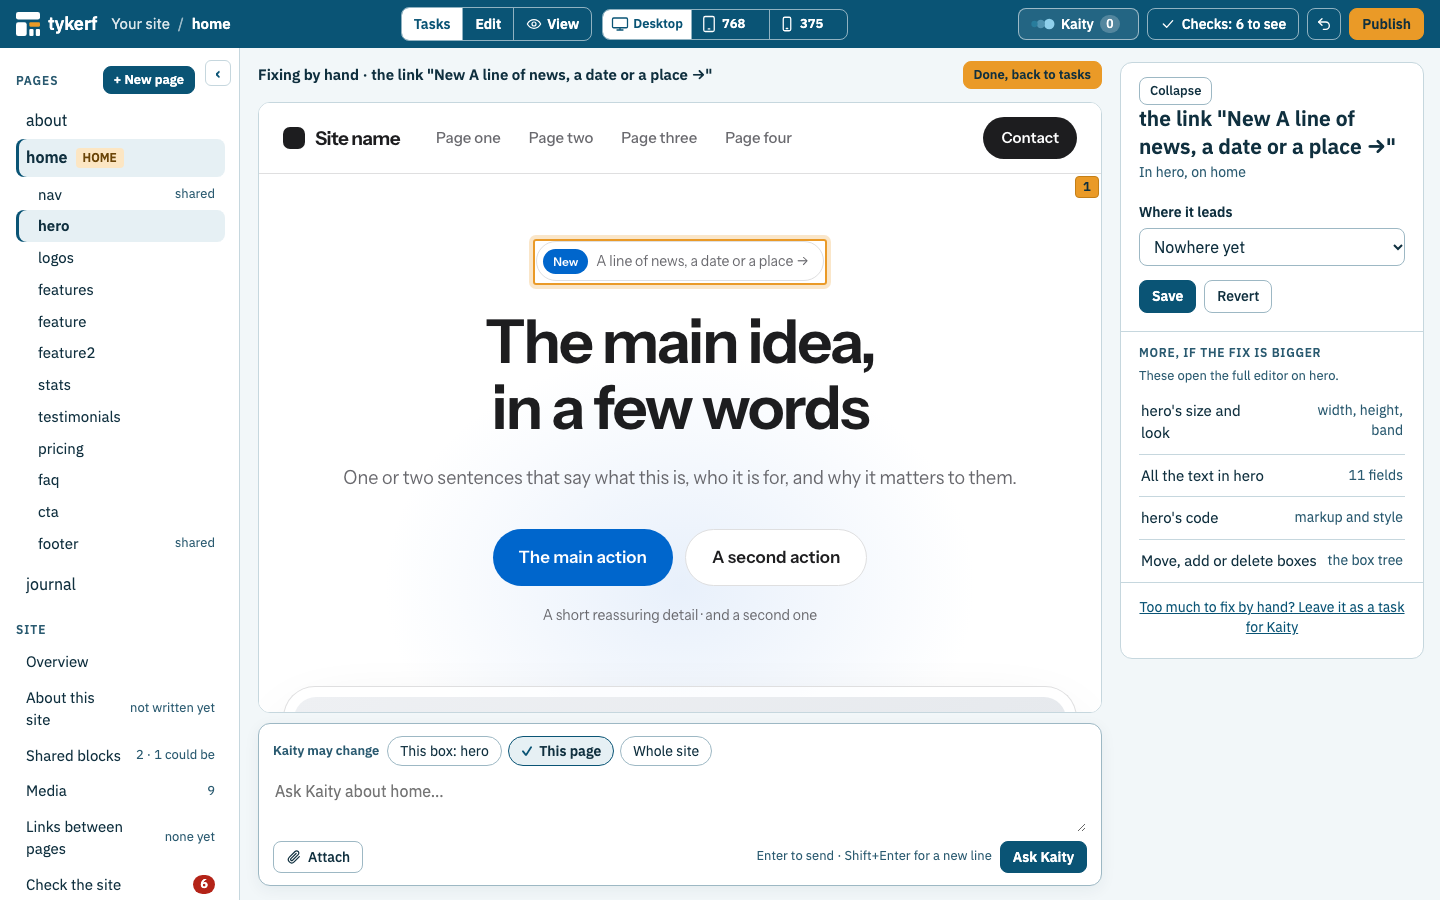 tykerf Your site / home Tasks Edit View Desktop 768 375 Kaity 0 Checks: 6 to see Publish
PAGES + New page ‹
about
home HOME
nav shared
hero
logos
features
feature
feature2
stats
testimonials
pricing
faq
cta
footer shared
journal
SITE
Overview
About this site not written yet
Shared blocks 2 · 1 could be
Media 9
Links between pages none yet
Check the site 6
Fixing by hand · the link "New A line of news, a date or a place →" Done, back to tasks
Site name Page one Page two Page three Page four Contact
1
New A line of news, a date or a place →
The main idea,
in a few words
One or two sentences that say what this is, who it is for, and why it matters to them.
The main action A second action
A short reassuring detail · and a second one
Kaity may change This box: hero This page Whole site
Ask Kaity about home...
Attach Enter to send · Shift+Enter for a new line Ask Kaity
Collapse
the link "New A line of
news, a date or a place →"
In hero, on home
Where it leads
Nowhere yet
Save Revert
MORE, IF THE FIX IS BIGGER
These open the full editor on hero.
hero's size and look width, height, band
All the text in hero 11 fields
hero's code markup and style
Move, add or delete boxes the box tree
Too much to fix by hand? Leave it as a task
for Kaity